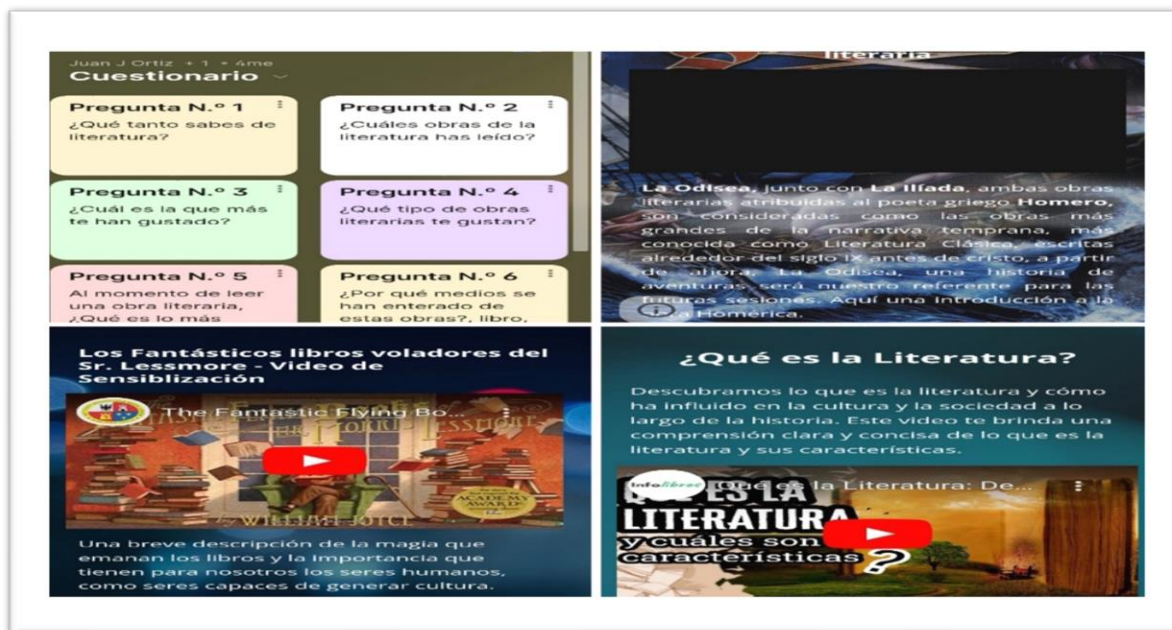 Juan J Ortiz + 1 • 4me
Cuestionario
Pregunta N.º 1
¿Qué tanto sabes de
literatura?
Pregunta N.º 2
¿Cuáles obras de la
literatura has leído?
Pregunta N.º 3
¿Cuál es la que más
te han gustado?
Pregunta N.º 4
¿Qué tipo de obras
literarias te gustan?
Pregunta N.º 5
Al momento de leer
una obra literaria,
¿Qué es lo más
Pregunta N.º 6
¿Por qué medios se
han enterado de
estas obras?, libro,
literaria
La Odisea, junto con La Ilíada, ambas obras
literarias atribuidas al poeta griego Homero,
son consideradas como las obras más
grandes de la narrativa temprana, más
conocida como Literatura Clásica, escritas
alrededor del siglo IX antes de cristo, a partir
de ahora, La Odisea, una historia de
aventuras será nuestro referente para las
futuras sesiones. Aquí una introducción a la
Homérica.
Los Fantásticos libros voladores del
Sr. Lessmore - Video de
Sensiblización
The Fantastic Flying Bo...
MORRIS LESSMORE
ACADEMY
AWARD
WILLIAM JOYCE
Una breve descripción de la magia que
emanan los libros y la importancia que
tienen para nosotros los seres humanos,
como seres capaces de generar cultura.
¿Qué es la Literatura?
Descubramos lo que es la literatura y cómo
ha influido en la cultura y la sociedad a lo
largo de la historia. Este video te brinda una
comprensión clara y concisa de lo que es la
literatura y sus características.
Infolibros
Qué es la Literatura: De...
QUÉ ES LA
LITERATURA
y cuáles son
características ?